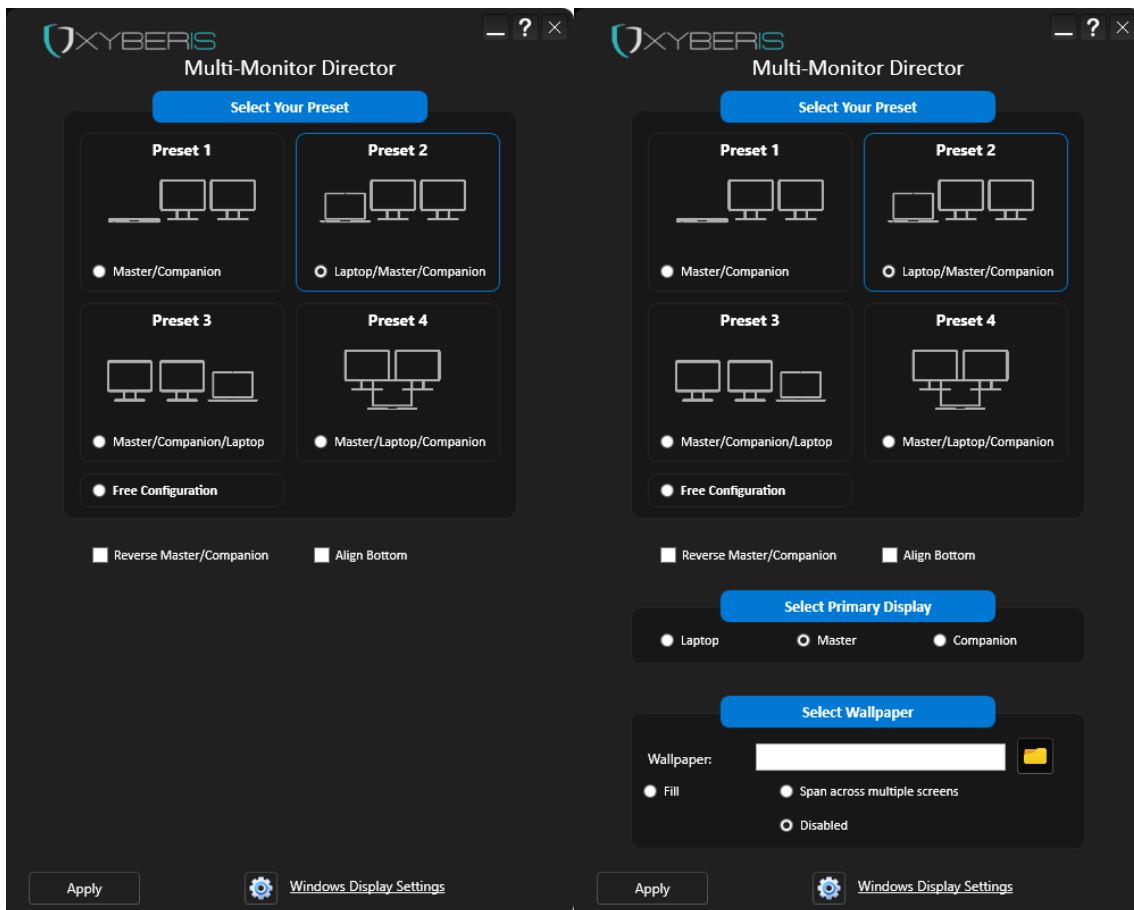 OXYBERIS
Multi-Monitor Director
Select Your Preset
Preset 1
Preset 2
Master/Companion
Laptop/Master/Companion
Preset 3
Preset 4
Master/Companion/Laptop
Master/Laptop/Companion
Free Configuration
Reverse Master/Companion
Align Bottom
Apply
Windows Display Settings
?
OXYBERIS
Multi-Monitor Director
Select Your Preset
Preset 1
Preset 2
Master/Companion
Laptop/Master/Companion
Preset 3
Preset 4
Master/Companion/Laptop
Master/Laptop/Companion
Free Configuration
Reverse Master/Companion
Align Bottom
Select Primary Display
Laptop
Master
Companion
Select Wallpaper
Wallpaper:
Fill
Span across multiple screens
Disabled
Apply
Windows Display Settings
?